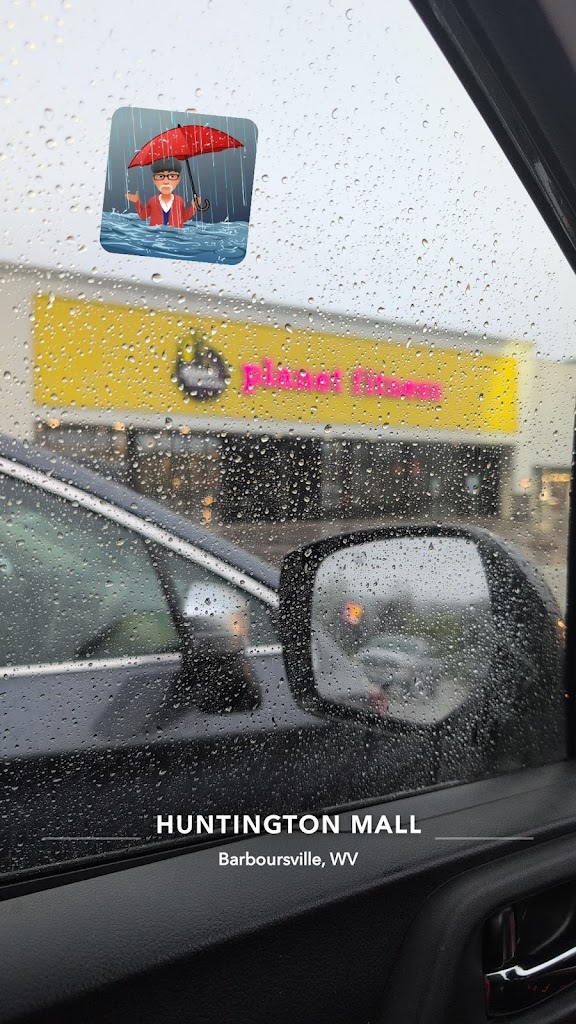 planet fitness
HUNTINGTON MALL
Barboursville, WV